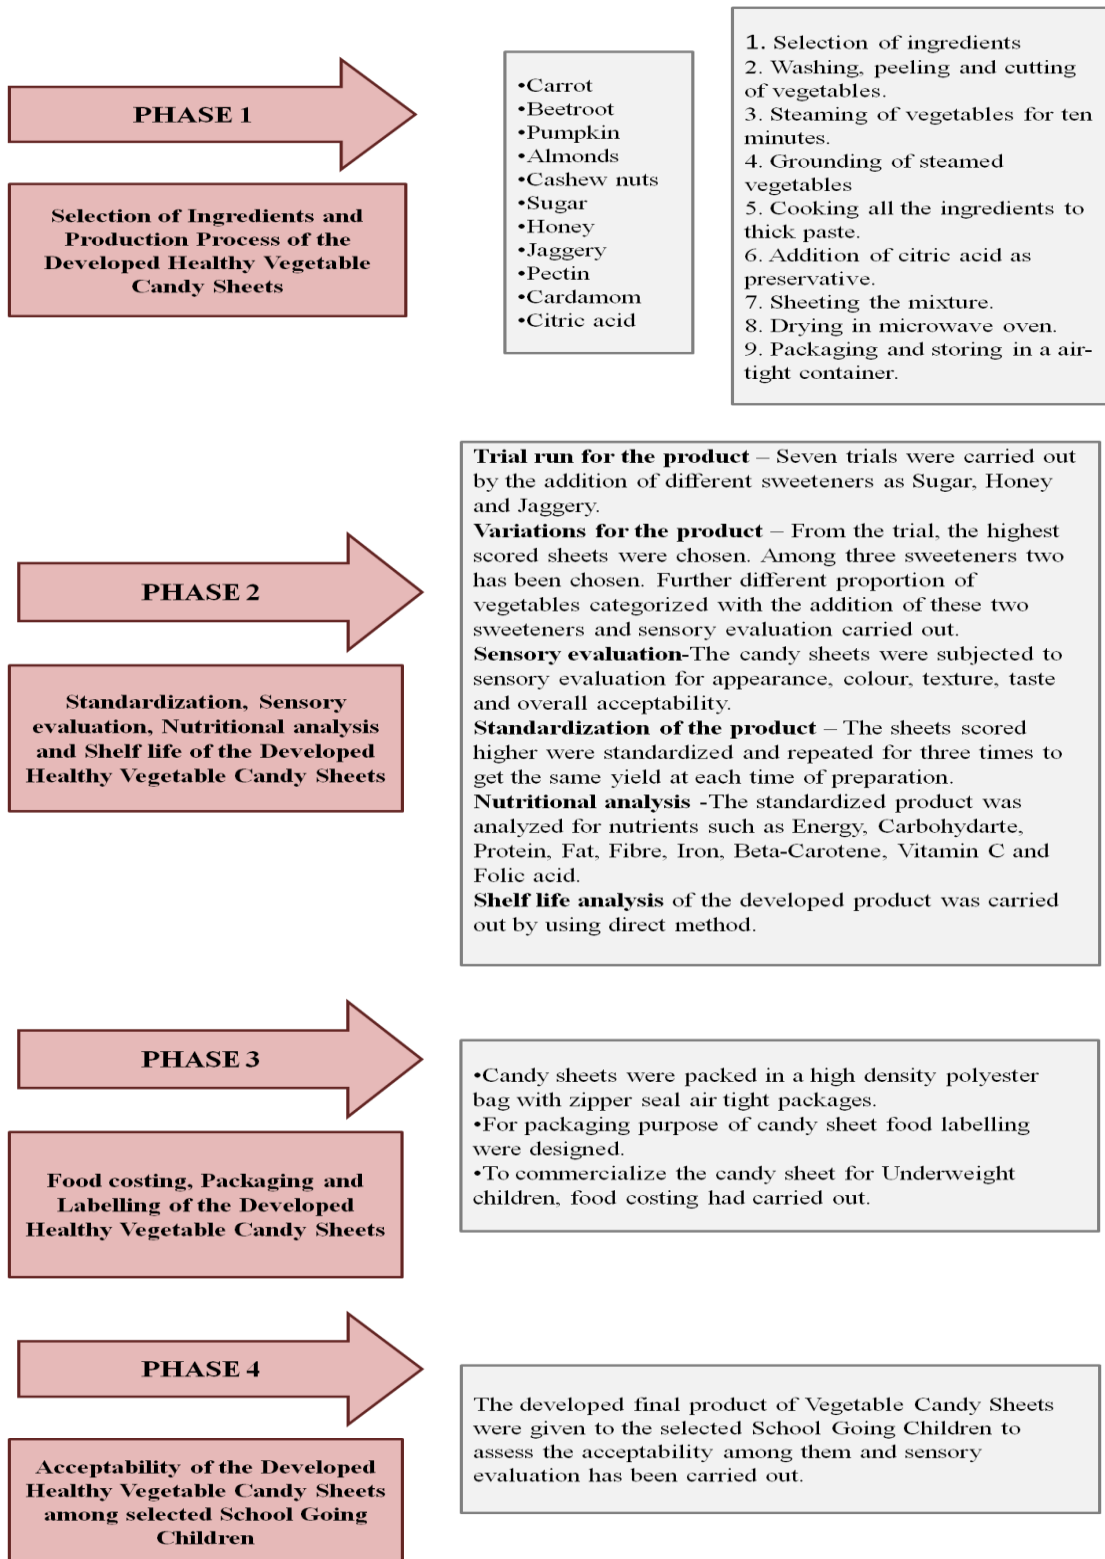 PHASE 1
Selection of Ingredients and
Production Process of the
Developed Healthy Vegetable
Candy Sheets
•Carrot
•Beetroot
•Pumpkin
•Almonds
•Cashew nuts
•Sugar
•Honey
•Jaggery
•Pectin
•Cardamom
•Citric acid
1. Selection of ingredients
2. Washing, peeling and cutting
of vegetables.
3. Steaming of vegetables for ten
minutes.
4. Grounding of steamed
vegetables
5. Cooking all the ingredients to
thick paste.
6. Addition of citric acid as
preservative.
7. Sheeting the mixture.
8. Drying in microwave oven.
9. Packaging and storing in a air-
tight container.
PHASE 2
Standardization, Sensory
evaluation, Nutritional analysis
and Shelf life of the Developed
Healthy Vegetable Candy Sheets
Trial run for the product – Seven trials were carried out
by the addition of different sweeteners as Sugar, Honey
and Jaggery.
Variations for the product – From the trial, the highest
scored sheets were chosen. Among three sweeteners two
has been chosen. Further different proportion of
vegetables categorized with the addition of these two
sweeteners and sensory evaluation carried out.
Sensory evaluation-The candy sheets were subjected to
sensory evaluation for appearance, colour, texture, taste
and overall acceptability.
Standardization of the product – The sheets scored
higher were standardized and repeated for three times to
get the same yield at each time of preparation.
Nutritional analysis -The standardized product was
analyzed for nutrients such as Energy, Carbohydarte,
Protein, Fat, Fibre, Iron, Beta-Carotene, Vitamin C and
Folic acid.
Shelf life analysis of the developed product was carried
out by using direct method.
PHASE 3
Food costing, Packaging and
Labelling of the Developed
Healthy Vegetable Candy Sheets
•Candy sheets were packed in a high density polyester
bag with zipper seal air tight packages.
•For packaging purpose of candy sheet food labelling
were designed.
•To commercialize the candy sheet for Underweight
children, food costing had carried out.
PHASE 4
Acceptability of the Developed
Healthy Vegetable Candy Sheets
among selected School Going
Children
The developed final product of Vegetable Candy Sheets
were given to the selected School Going Children to
assess the acceptability among them and sensory
evaluation has been carried out.